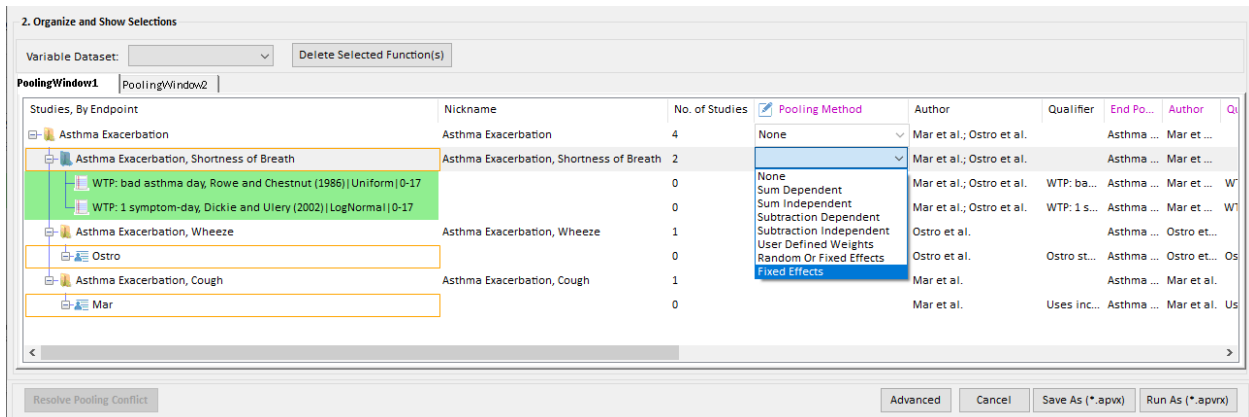 2. Organize and Show Selections
Variable Dataset:
Delete Selected Function(s)
PoolingWindow1 PoolingWindow2
Studies, By Endpoint Nickname No. of Studies Pooling Method Author Qualifier End Po... Author Qu
Asthma Exacerbation Asthma Exacerbation 4 None Mar et al.; Ostro et al. Asthma ... Mar et ...
Asthma Exacerbation, Shortness of Breath Asthma Exacerbation, Shortness of Breath 2 Mar et al.; Ostro et al. Asthma ... Mar et ...
WTP: bad asthma day, Rowe and Chestnut (1986)|Uniform|0-17 0 Mar et al.; Ostro et al. WTP: ba... Asthma ... Mar et ... WT
WTP: 1 symptom-day, Dickie and Ulery (2002)|LogNormal|0-17 0 Mar et al.; Ostro et al. WTP: 1 s... Asthma ... Mar et ... WT
Asthma Exacerbation, Wheeze Asthma Exacerbation, Wheeze 1 Ostro et al. Asthma ... Ostro et...
Ostro 0 Ostro et al. Ostro st... Asthma ... Ostro et... Os
Asthma Exacerbation, Cough Asthma Exacerbation, Cough 1 Mar et al. Asthma ... Mar et al.
Mar 0 Mar et al. Uses inc... Asthma ... Mar et al. Us
None
Sum Dependent
Sum Independent
Subtraction Dependent
Subtraction Independent
User Defined Weights
Random Or Fixed Effects
Fixed Effects
Resolve Pooling Conflict Advanced Cancel Save As (*.apvx) Run As (*.apvrx)